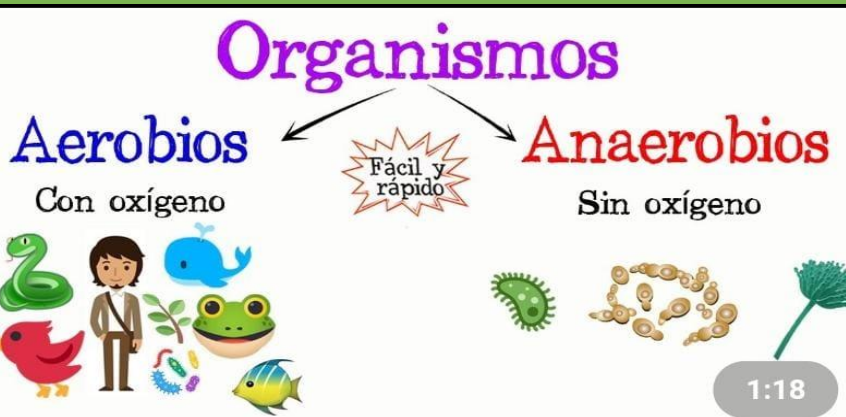 Organismos
Aerobios
Anaerobios
Fácil y
rápido
Con oxígeno
Sin oxígeno
1:18